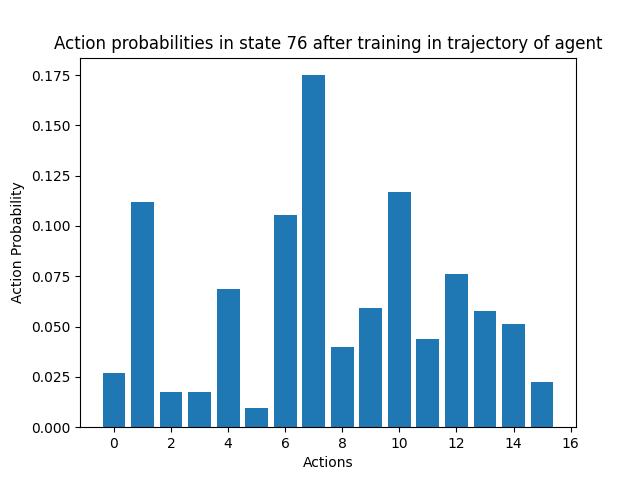 Action probabilities in state 76 after training in trajectory of agent
0.175
0.150
0.125
0.100
0.075
0.050
0.025
0.000
Action Probability
0 2 4 6 8 10 12 14 16
Actions